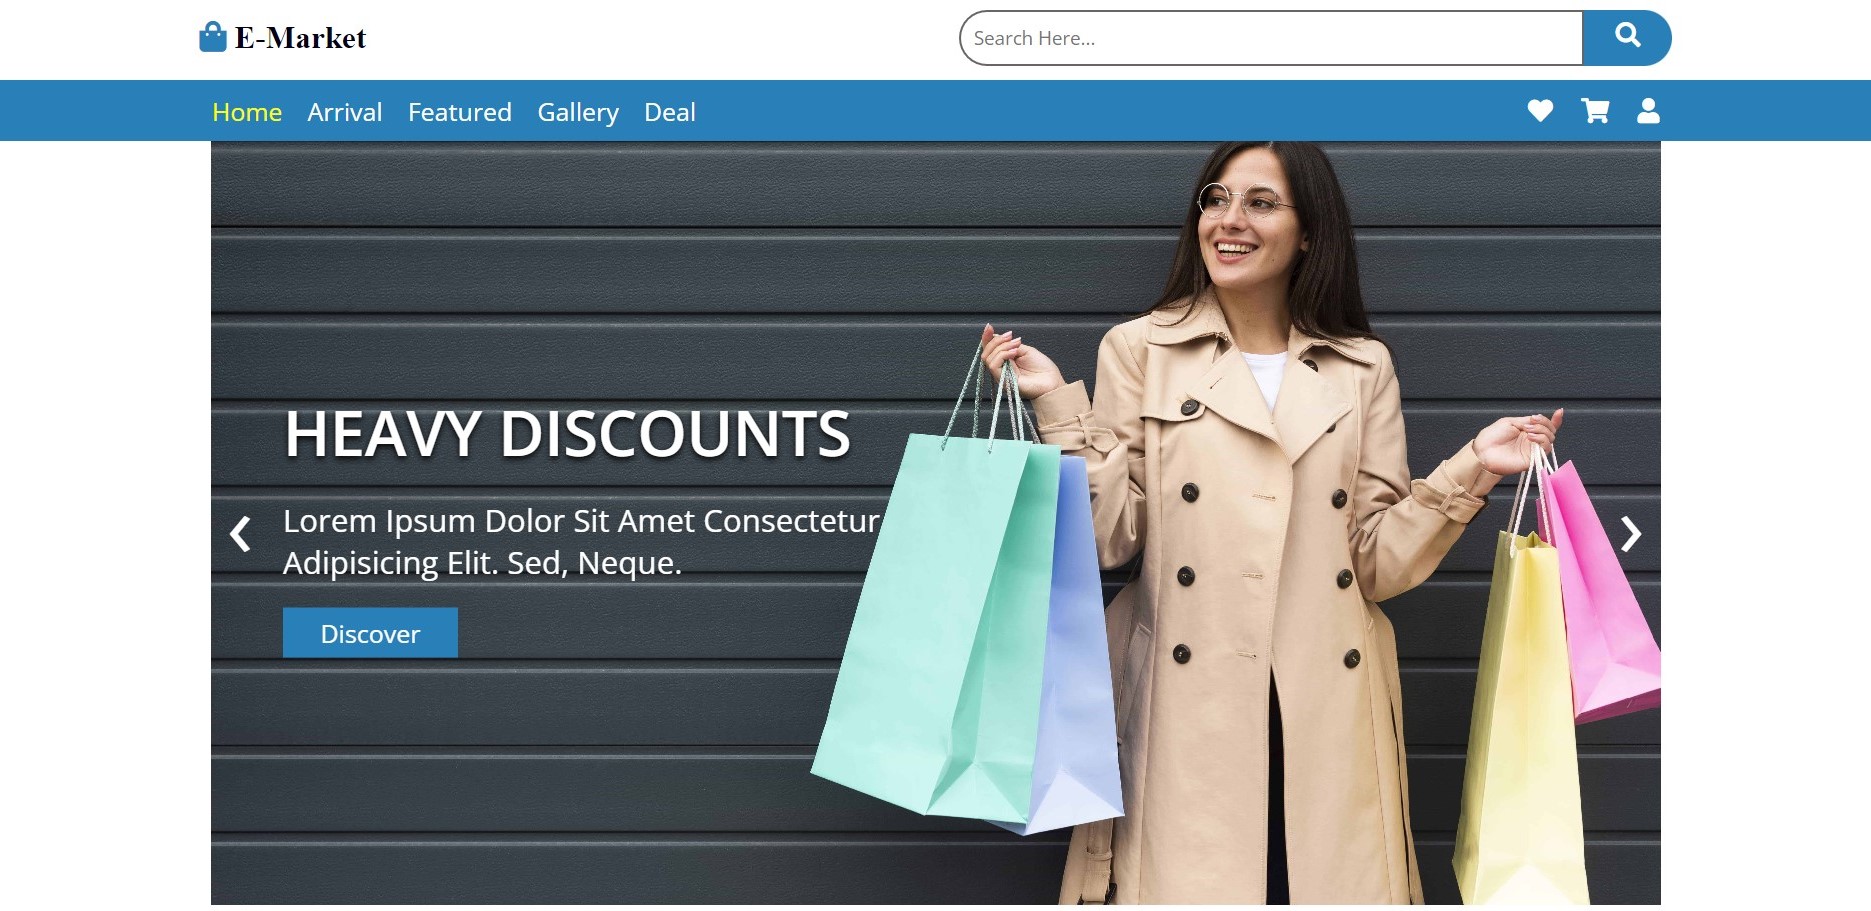 E-Market
Search Here...
Home Arrival Featured Gallery Deal
HEAVY DISCOUNTS
Lorem Ipsum Dolor Sit Amet Consectetur
Adipisicing Elit. Sed, Neque.
Discover